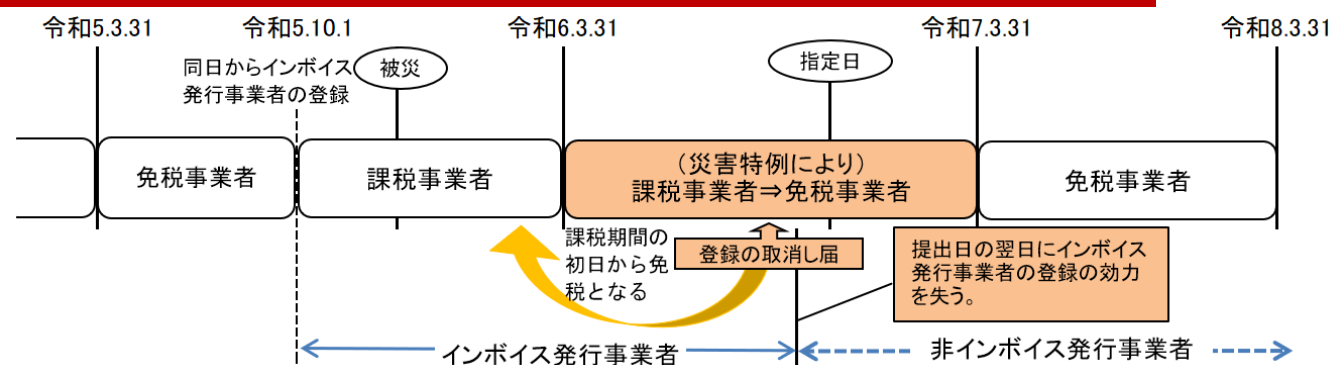 令和5.3.31
令和5.10.1
令和6.3.31
令和7.3.31
令和8.3.31
同日からインボイス
発行事業者の登録
被災
指定日
免税事業者
課税事業者
(災害特例により)
課税事業者⇒免税事業者
免税事業者
課税期間の
初日から免
税となる
登録の取消し届
提出日の翌日にインボイス
発行事業者の登録の効力
を失う。
インボイス発行事業者
非インボイス発行事業者